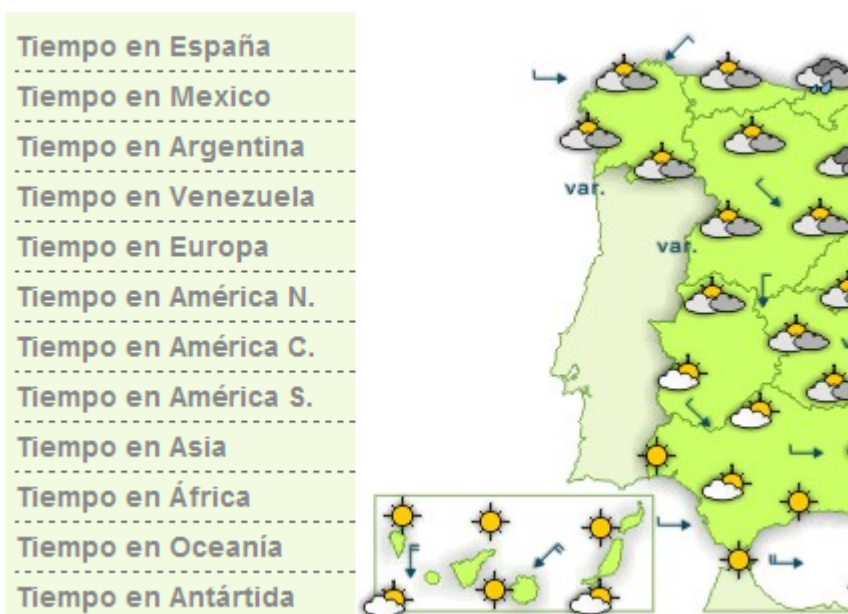 Tiempo en España
Tiempo en Mexico
Tiempo en Argentina
Tiempo en Venezuela
Tiempo en Europa
Tiempo en América N.
Tiempo en América C.
Tiempo en América S.
Tiempo en Asia
Tiempo en África
Tiempo en Oceanía
Tiempo en Antártida
var.
var.